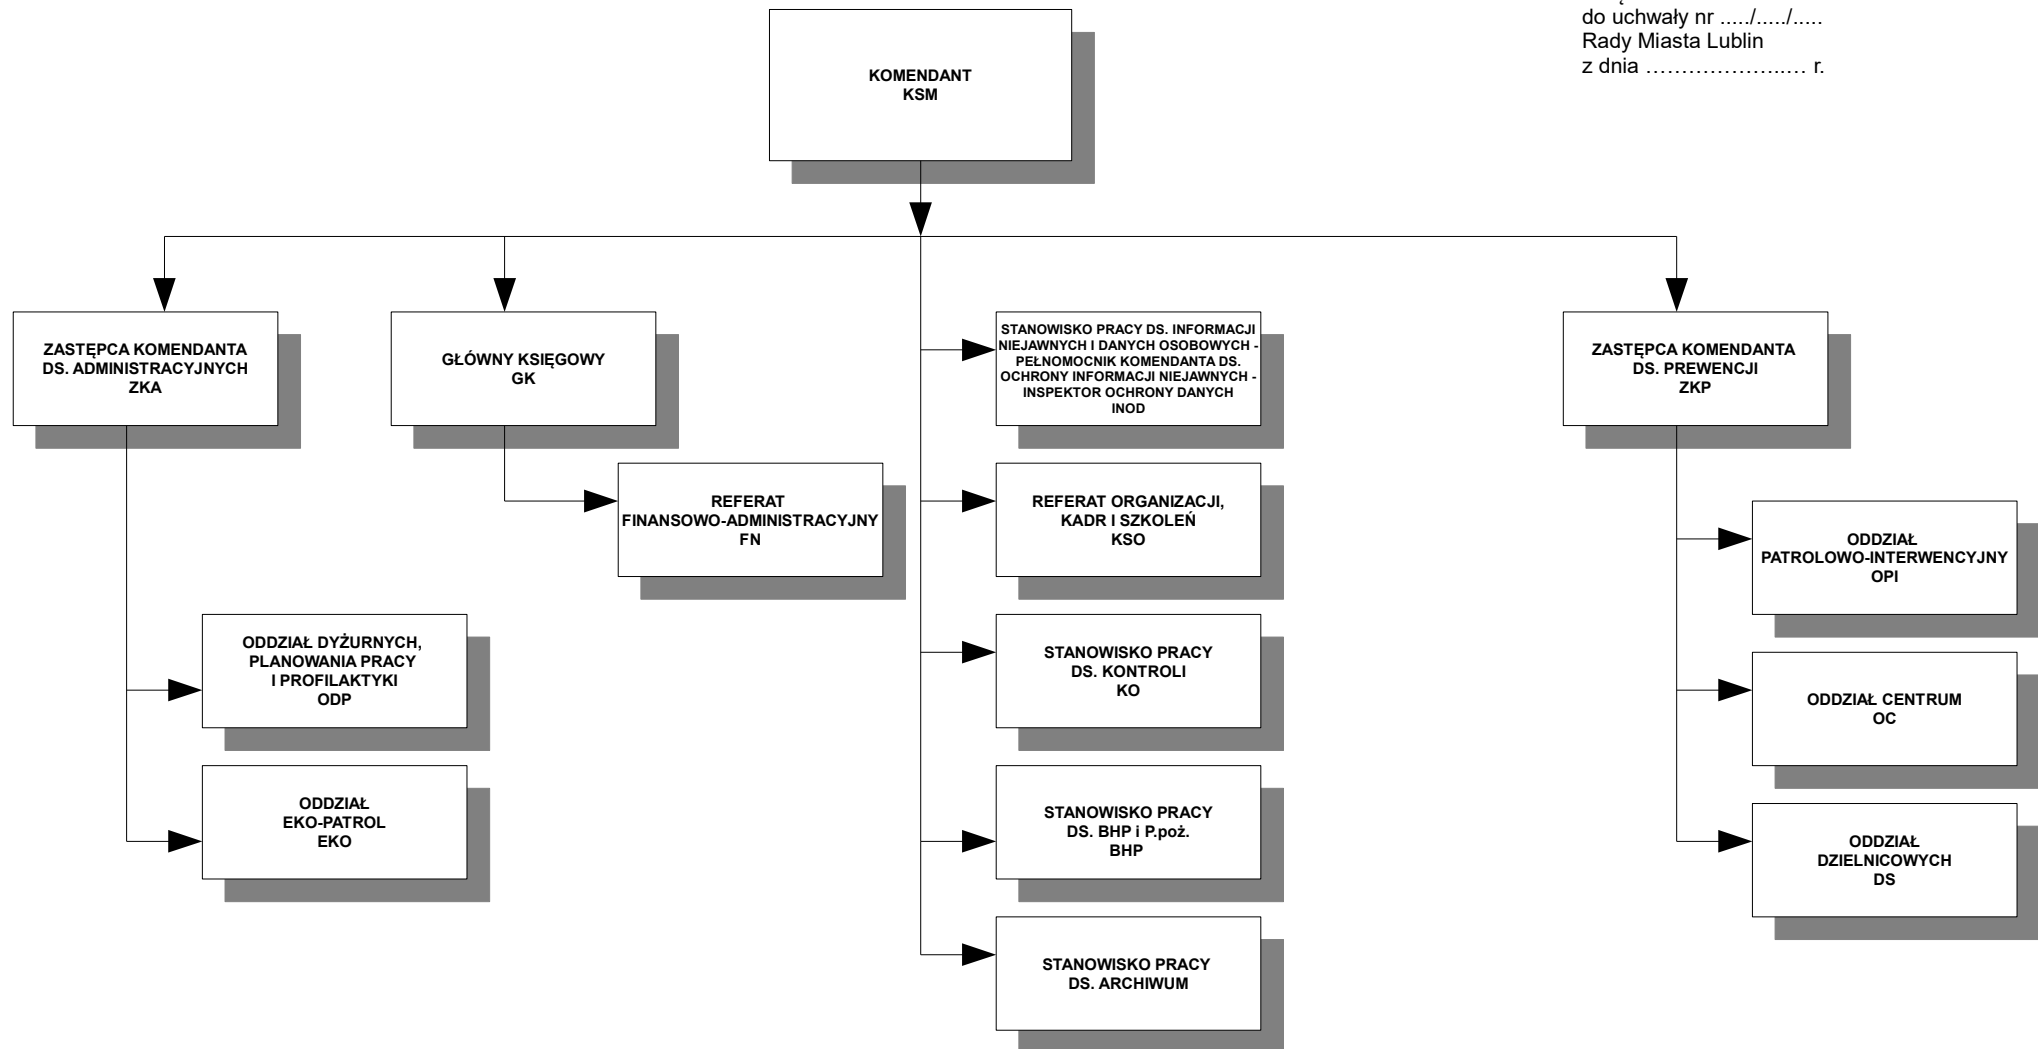 do uchwały nr ...../...../.....
Rady Miasta Lublin
z dnia ………………..… r.
KOMENDANT
KSM
ZASTĘPCA KOMENDANTA
DS. ADMINISTRACYJNYCH
ZKA
GŁÓWNY KSIĘGOWY
GK
STANOWISKO PRACY DS. INFORMACJI
NIEJAWNYCH I DANYCH OSOBOWYCH -
PEŁNOMOCNIK KOMENDANTA DS.
OCHRONY INFORMACJI NIEJAWNYCH -
INSPEKTOR OCHRONY DANYCH
INOD
ZASTĘPCA KOMENDANTA
DS. PREWENCJI
ZKP
REFERAT
FINANSOWO-ADMINISTRACYJNY
FN
REFERAT ORGANIZACJI,
KADR I SZKOLEŃ
KSO
ODDZIAŁ
PATROLOWO-INTERWENCYJNY
OPI
ODDZIAŁ DYŻURNYCH,
PLANOWANIA PRACY
I PROFILAKTYKI
ODP
STANOWISKO PRACY
DS. KONTROLI
KO
ODDZIAŁ CENTRUM
OC
ODDZIAŁ
EKO-PATROL
EKO
STANOWISKO PRACY
DS. BHP i P.poż.
BHP
ODDZIAŁ
DZIELNICOWYCH
DS
STANOWISKO PRACY
DS. ARCHIWUM